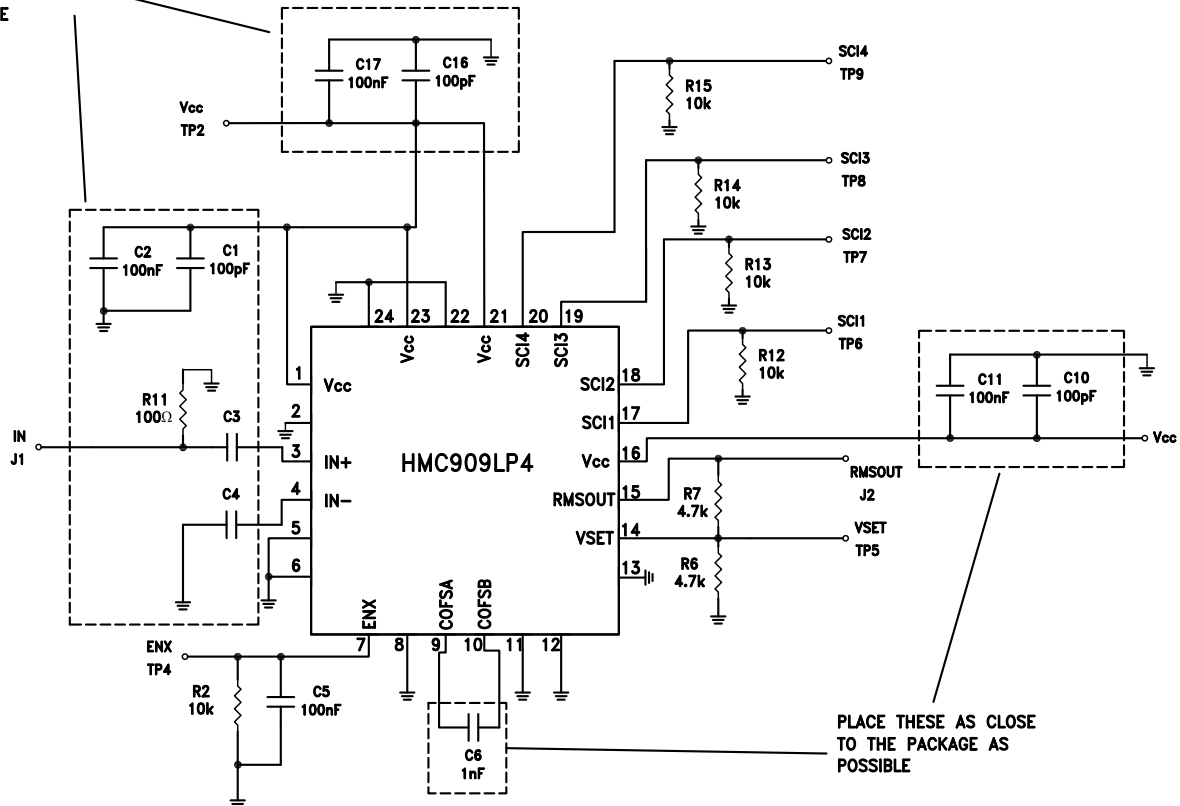 E
C17
100nF
C16
100pF
Vcc
TP2
SCI4
TP9
R15
10k
SCI3
TP8
R14
10k
SCI2
TP7
R13
10k
SCI1
TP6
R12
10k
C2
100nF
C1
100pF
24
23
22
21
20
19
Vcc
Vcc
SCI4
SCI3
1
Vcc
2
3
IN+
4
IN-
5
6
HMC909LP4
18
SCI2
17
SCI1
16
Vcc
15
RMSOUT
14
VSET
13
R11
100Ω
C3
IN
J1
C4
C11
100nF
C10
100pF
Vcc
RMSOUT
J2
R7
4.7k
VSET
TP5
R6
4.7k
ENX
COFSA
COFSB
7
8
9
10
11
12
ENX
TP4
R2
10k
C5
100nF
C6
1nF
PLACE THESE AS CLOSE
TO THE PACKAGE AS
POSSIBLE